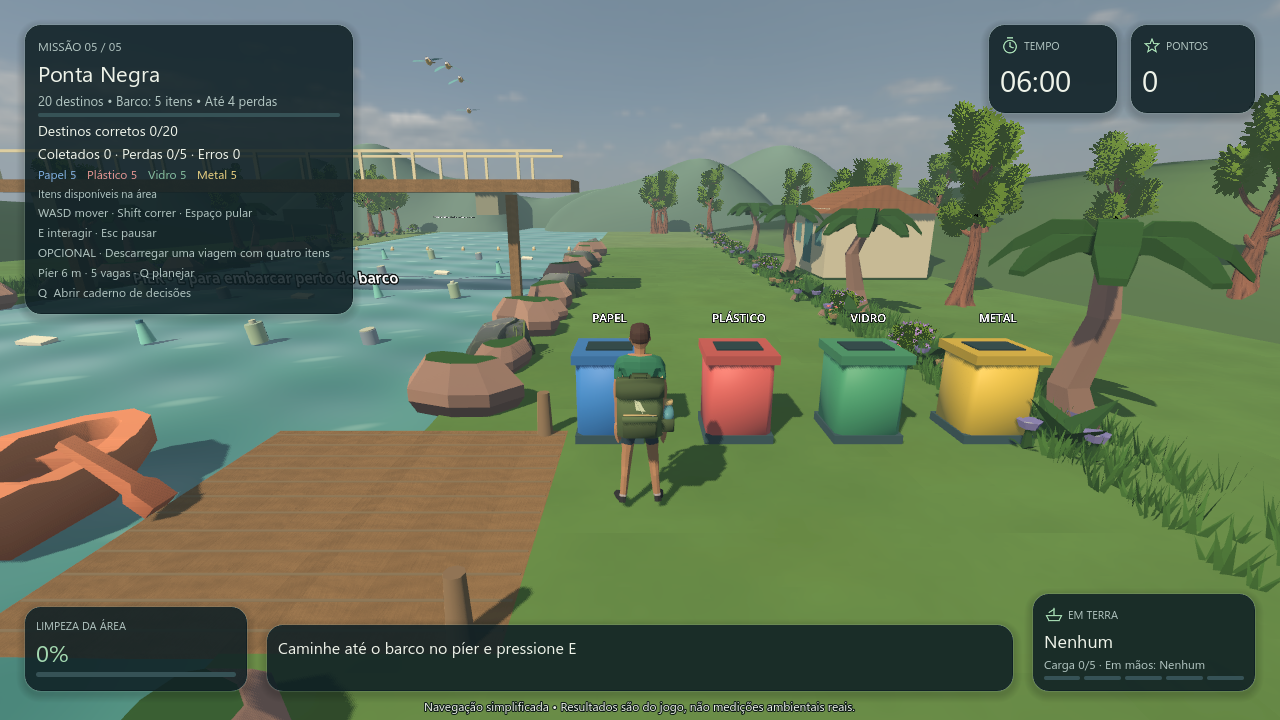 MISSÃO 05 / 05
Ponta Negra
20 destinos • Barco: 5 itens • Até 4 perdas
Destinos corretos 0/20
Coletados 0 · Perdas 0/5 · Erros 0
Papel 5 Plástico 5 Vidro 5 Metal 5
Itens disponíveis na área
WASD mover · Shift correr · Espaço pular
E interagir · Esc pausar
OPCIONAL · Descarregar uma viagem com quatro itens
Píer 6 m · 5 vagas · Q planejar
para embarcar perto do barco
Q Abrir caderno de decisões
TEMPO
06:00
PONTOS
0
PAPEL
PLÁSTICO
VIDRO
METAL
LIMPEZA DA ÁREA
0%
Caminhe até o barco no píer e pressione E
EM TERRA
Nenhum
Carga 0/5 · Em mãos: Nenhum
Navegação simplificada • Resultados são do jogo, não medições ambientais reais.